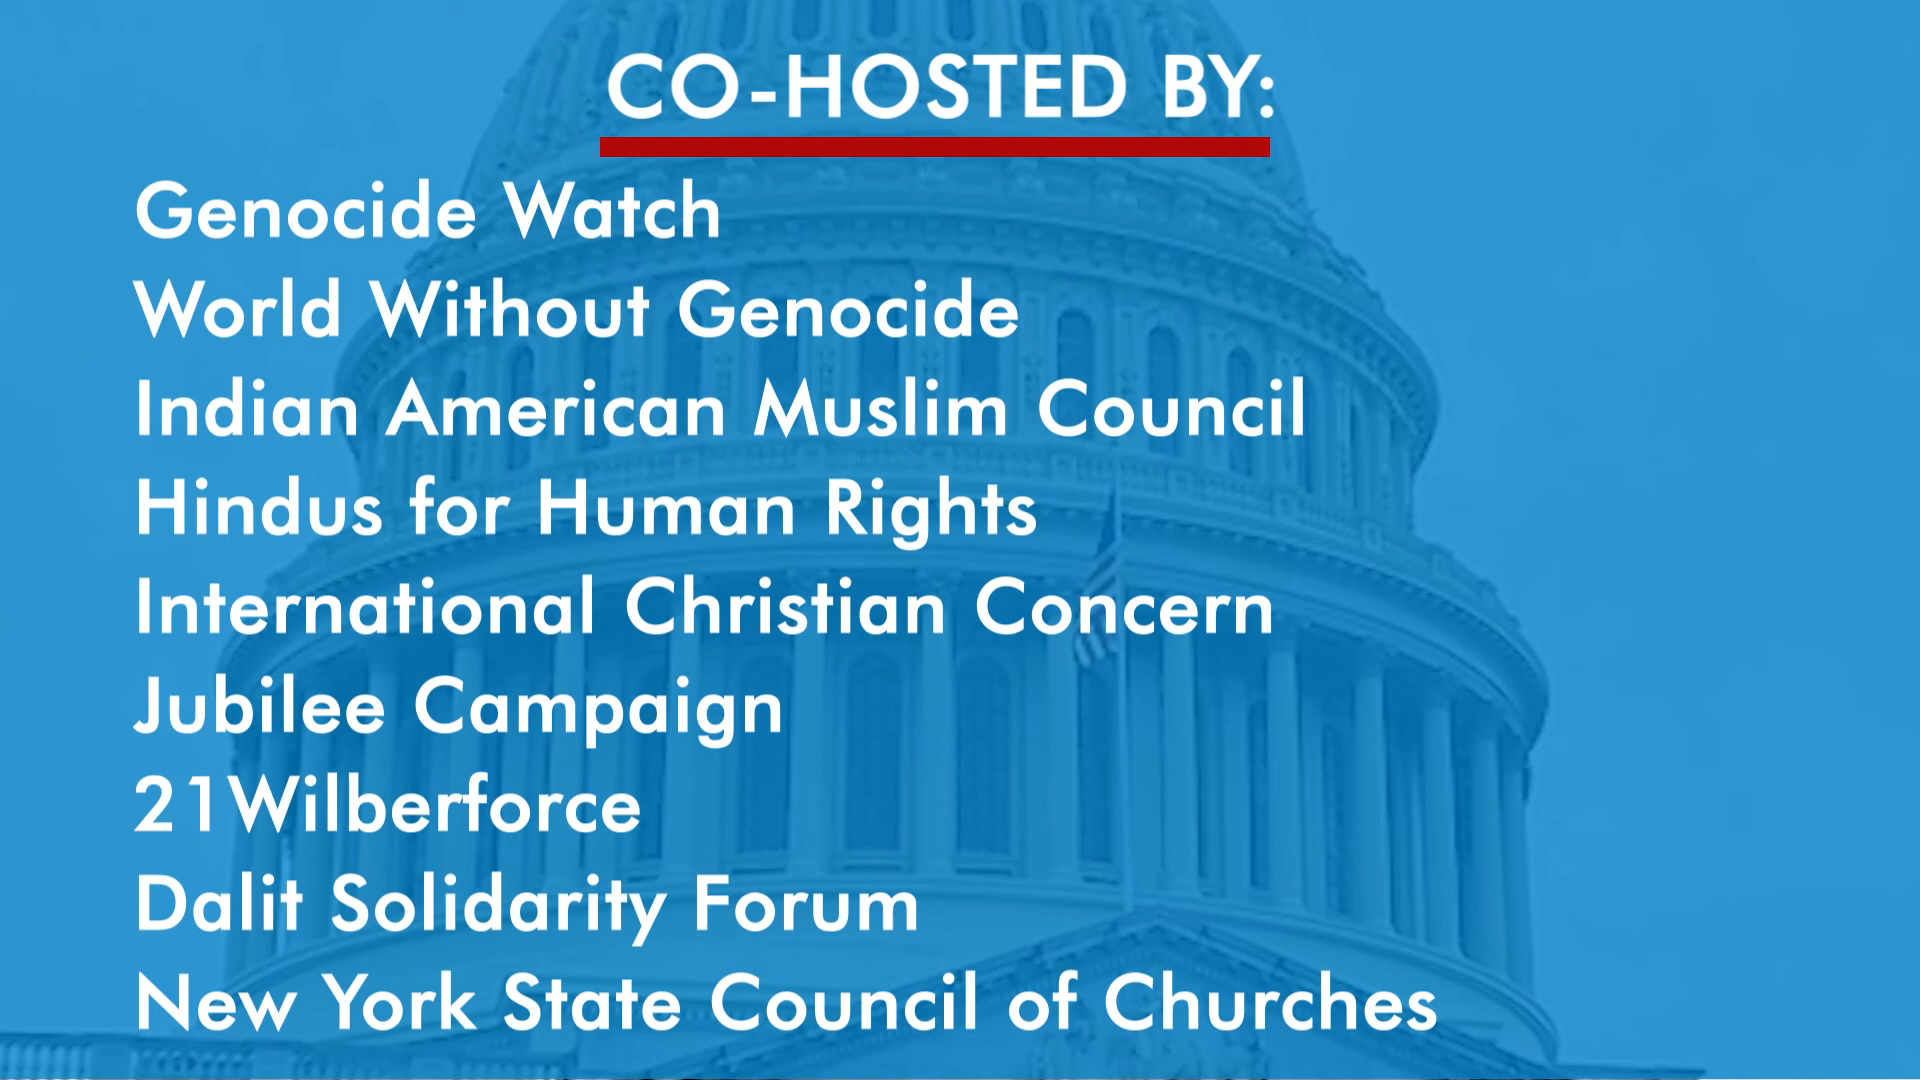 CO-HOSTED BY:
Genocide Watch
World Without Genocide
Indian American Muslim Council
Hindus for Human Rights
International Christian Concern
Jubilee Campaign
21Wilberforce
Dalit Solidarity Forum
New York State Council of Churches